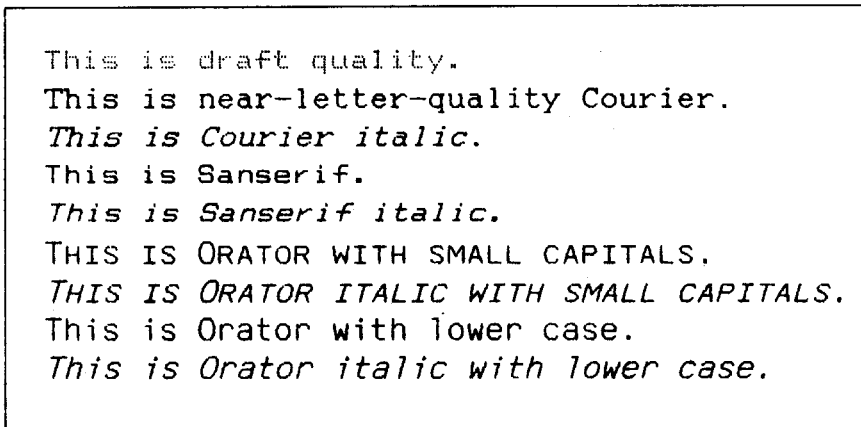 This is draft quality.
This is near-letter-quality Courier.
This is Courier italic.
This is Sanserif.
This is Sanserif italic.
THIS IS ORATOR WITH SMALL CAPITALS.
THIS IS ORATOR ITALIC WITH SMALL CAPITALS.
This is Orator with lower case.
This is Orator italic with lower case.